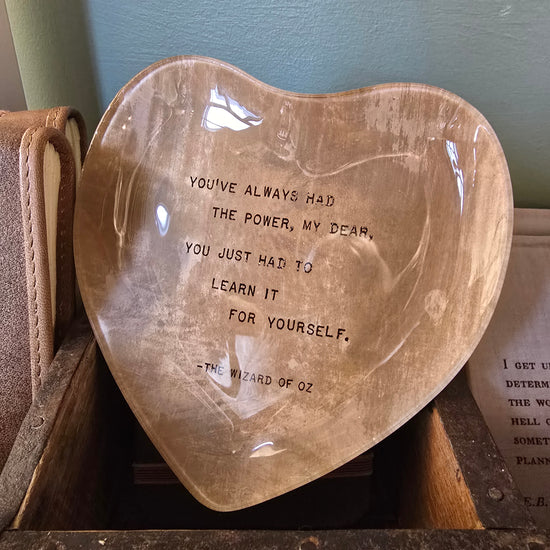 YOU'VE ALWAYS HAD
THE POWER, MY DEAR,
YOU JUST HAD TO
LEARN IT
FOR YOURSELF.
-THE WIZARD OF OZ
I GET U
DETERM
THE WO
HELL
SOMET
PLANN
E.B.